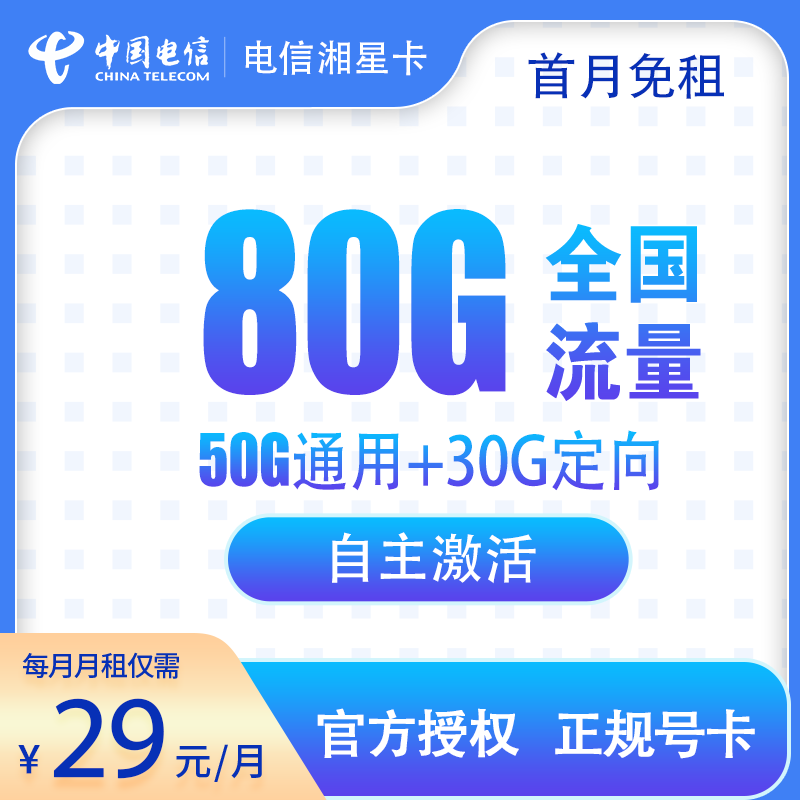 中国电信
CHINA TELECOM
电信湘星卡
首月免租
80G
全国
流量
50G通用+30G定向
自主激活
每月月租仅需
¥29元/月
官方授权 正规号卡